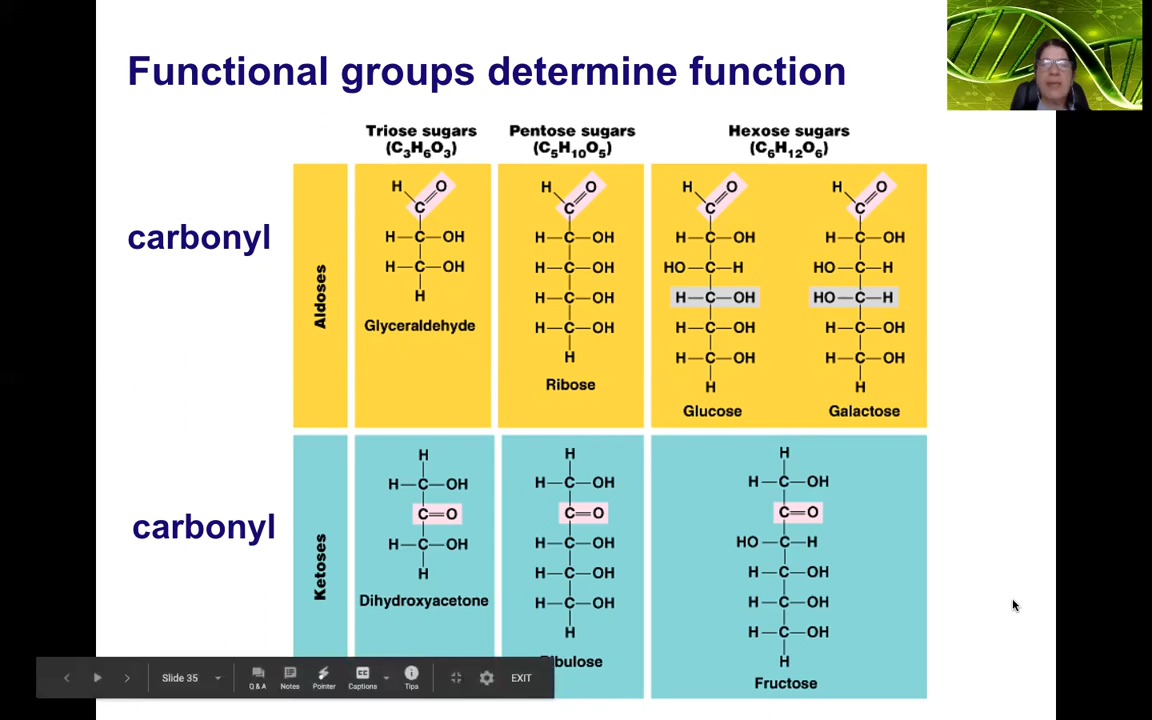 Functional groups determine function
Triose sugars
(C₃H₆O₃)
Pentose sugars
(C₅H₁₀O₅)
Hexose sugars
(C₆H₁₂O₆)
carbonyl
Aldoses
H O
C
H—C—OH
H—C—OH
H
Glyceraldehyde
H O
C
H—C—OH
H—C—OH
H—C—OH
H—C—OH
H
Ribose
H O
C
H—C—OH
HO—C—H
H—C—OH
H—C—OH
H—C—OH
H
Glucose
H O
C
H—C—OH
HO—C—H
HO—C—H
H—C—OH
H—C—OH
H
Galactose
carbonyl
Ketoses
H
H—C—OH
C=O
H—C—OH
H
Dihydroxyacetone
H
H—C—OH
C=O
H—C—OH
H—C—OH
H—C—OH
H
ibulose
H
H—C—OH
C=O
HO—C—H
H—C—OH
H—C—OH
H—C—OH
H
Fructose
Slide 35
Q & A
Notes
Pointer
CC
Captions
Tips
EXIT